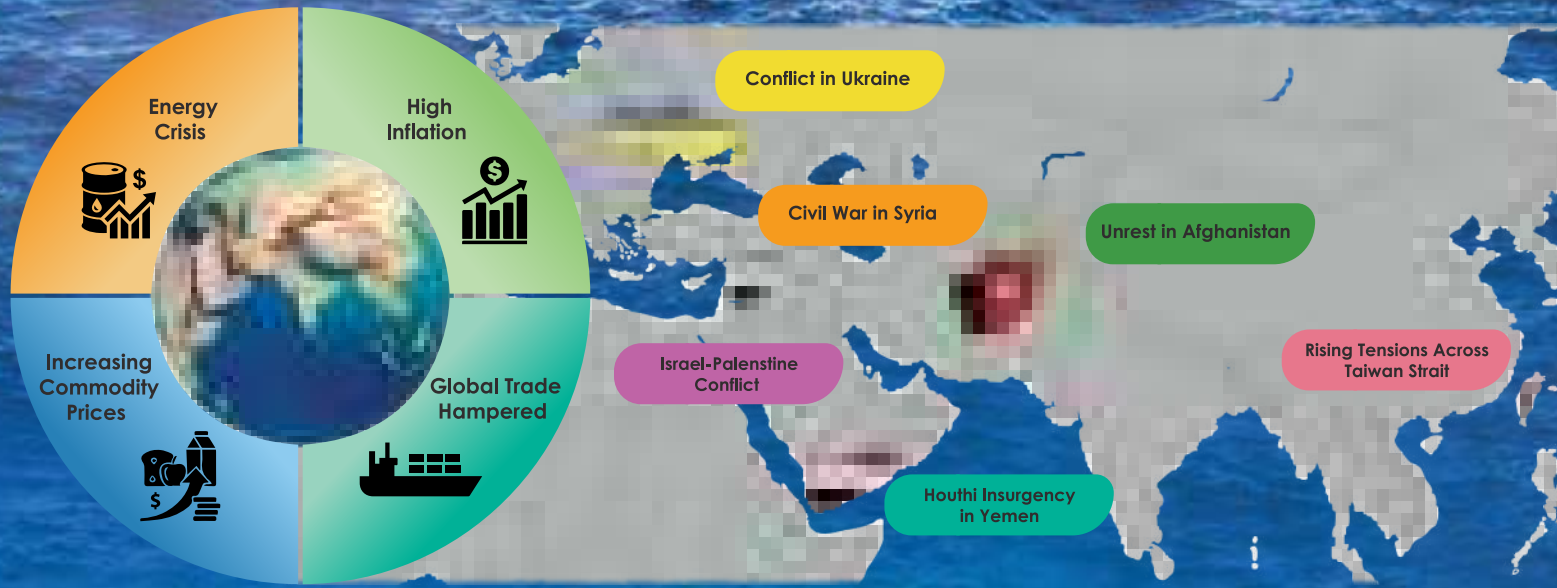 Energy
Crisis
High
Inflation
Increasing
Commodity
Prices
Global Trade
Hampered
Conflict in Ukraine
Civil War in Syria
Unrest in Afghanistan
Israel-Palenstine
Conflict
Rising Tensions Across
Taiwan Strait
Houthi Insurgency
in Yemen
$
$
$